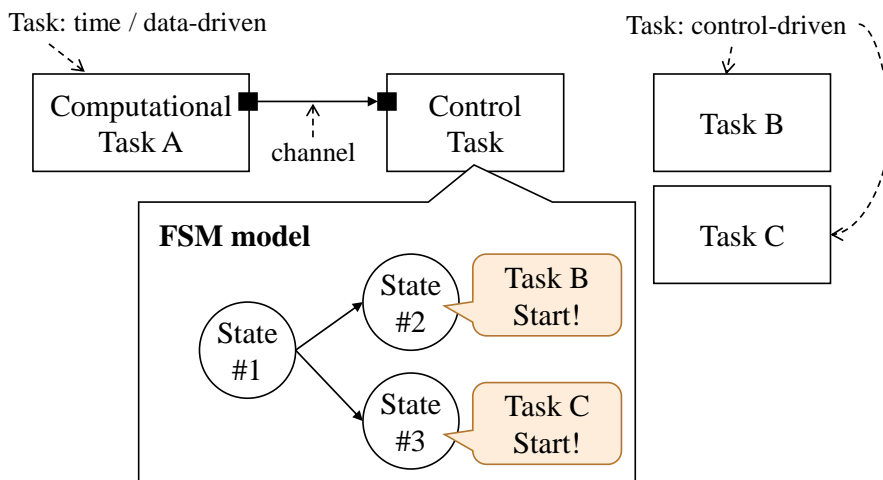 Task: time / data-driven
Task: control-driven
Computational
Task A
channel
Control
Task
Task B
Task C
FSM model
State
#1
State
#2
Task B
Start!
State
#3
Task C
Start!